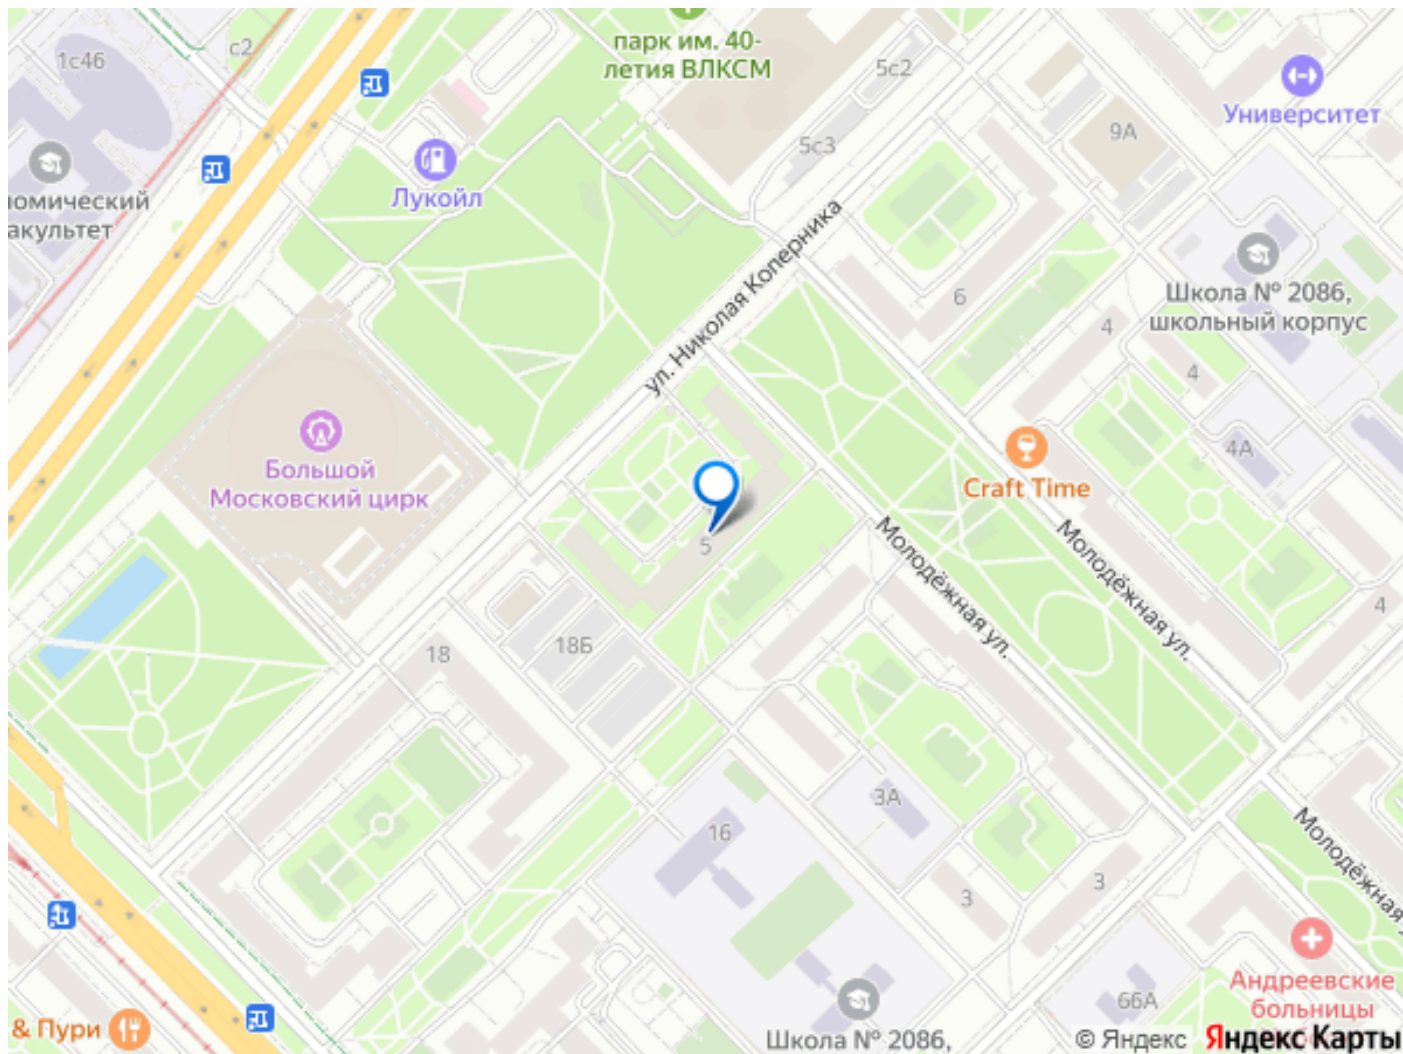 парк им. 40-
летия ВЛКСМ
1с46
с2
5с2
Университет
9А
5с3
Лукойл
ул. Николая Коперника
Школа № 2086,
школьный корпус
6
4
4
4А
Большой
Московский цирк
Craft Time
5
Молодёжная ул.
Молодёжная ул.
4
18
18Б
3А
16
3
3
Молодёжная
Андреевские
больницы
66А
& Пури
Школа № 2086,
© Яндекс Яндекс Карты